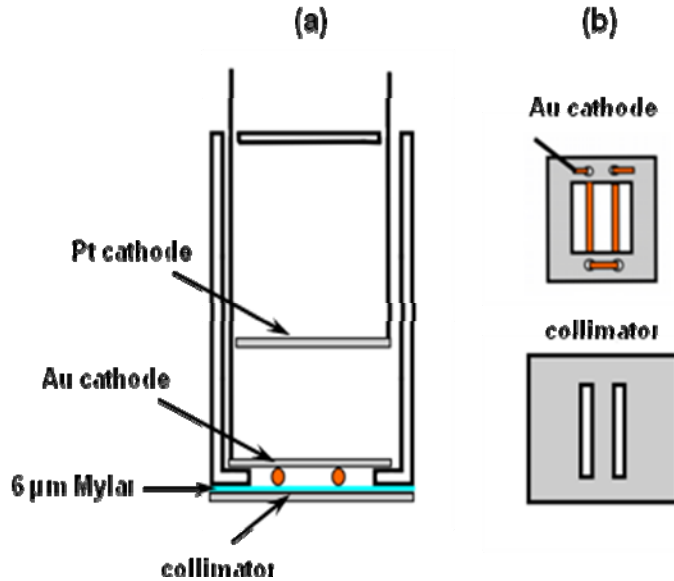 (a)
Pt cathode
Au cathode
6 µm Mylar
collimator
(b)
Au cathode
collimator